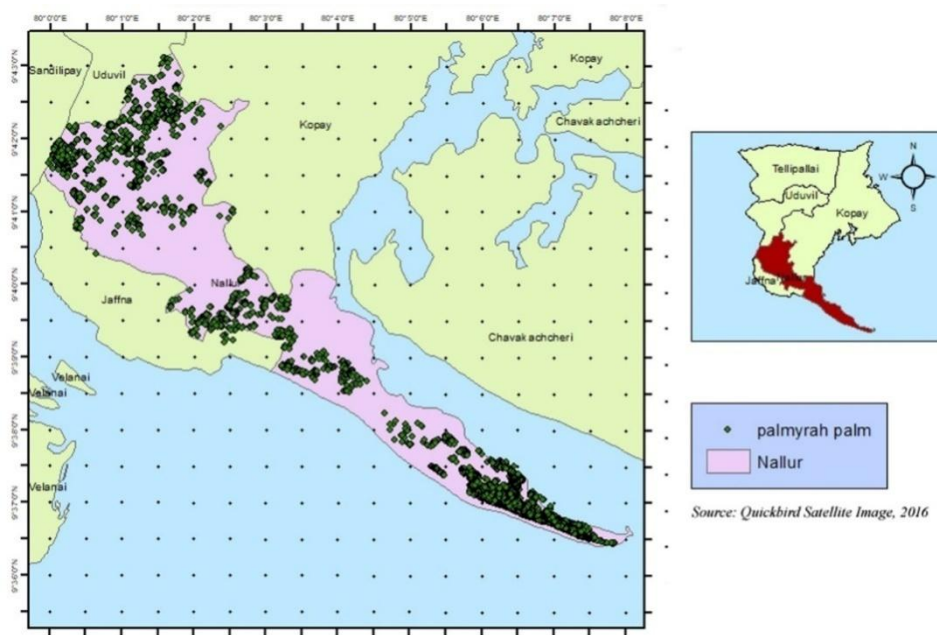 80°0'0"E 80°1'0"E 80°2'0"E 80°3'0"E 80°4'0"E 80°5'0"E 80°6'0"E 80°7'0"E 80°8'0"E
9°43'0"N
9°42'0"N
9°41'0"N
9°40'0"N
9°39'0"N
9°38'0"N
9°37'0"N
9°36'0"N
Sandilipay
Uduvil
Kopay
Kopay
Chavakachcheri
Nallur
Jaffna
Chavakachcheri
Velanai
Velanai
Velanai
N
W
S
Tellipallai
Uduvil
Kopay
Jaffna
palmyrah palm
Nallur
Source: Quickbird Satellite Image, 2016